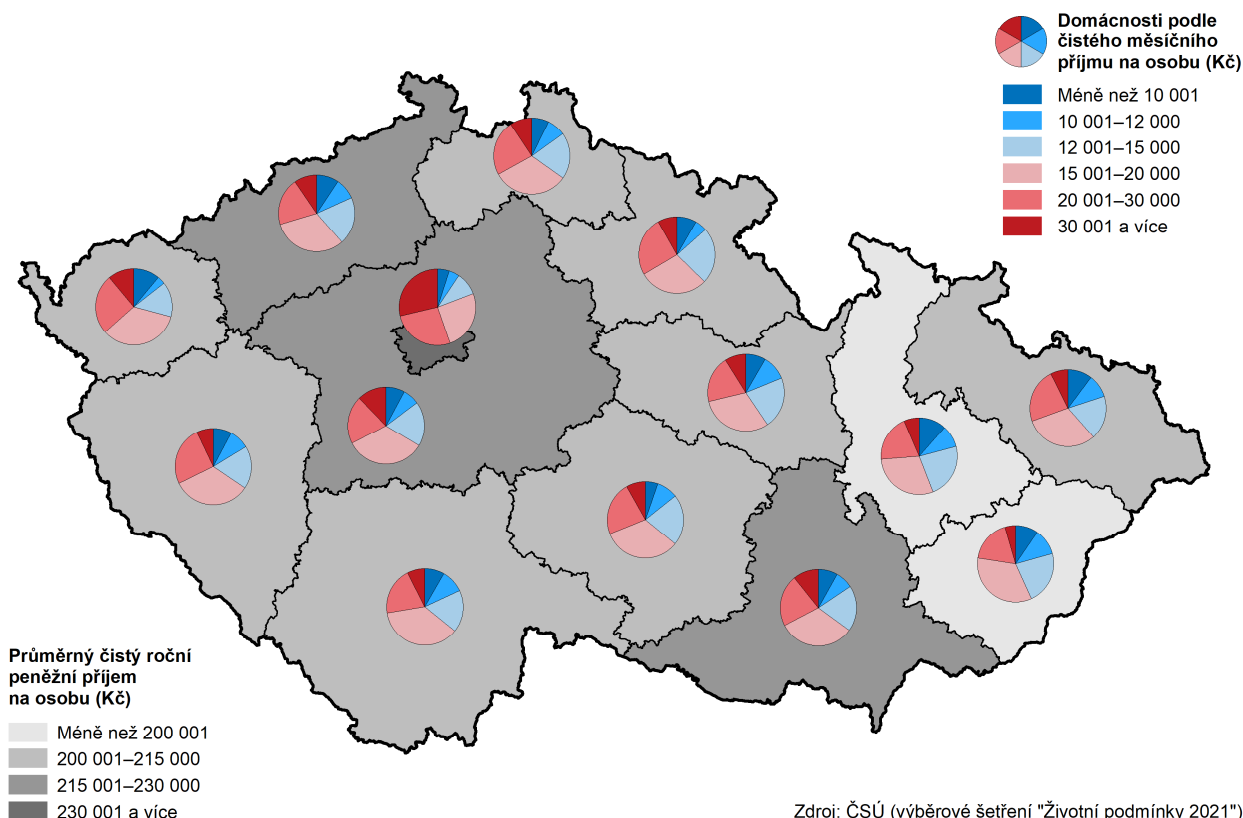 Domácnosti podle
čistého měsíčního
příjmu na osobu (Kč)
Méně než 10 001
10 001–12 000
12 001–15 000
15 001–20 000
20 001–30 000
30 001 a více
Průměrný čistý roční
peněžní příjem
na osobu (Kč)
Méně než 200 001
200 001–215 000
215 001–230 000
230 001 a více
Zdroj: ČSÚ (výběrové šetření "Životní podmínky 2021")